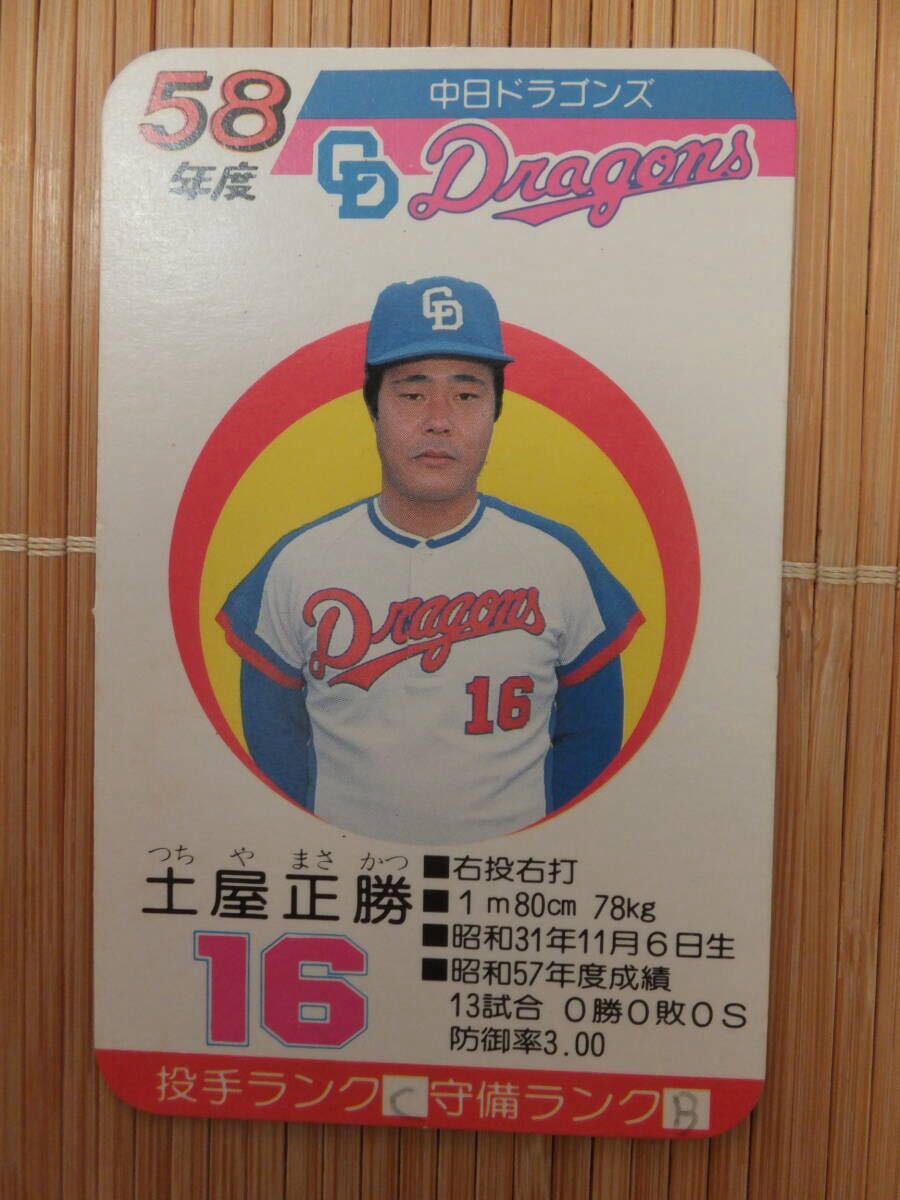 58
年度
中日ドラゴンズ
CD Dragons
CD
Dragons
16
つち や まさ かつ
土屋正勝
16
■右投右打
■1m80cm 78kg
■昭和31年11月6日生
■昭和57年度成績
13試合 0勝0敗0S
防御率3.00
投手ランクC 守備ランクB